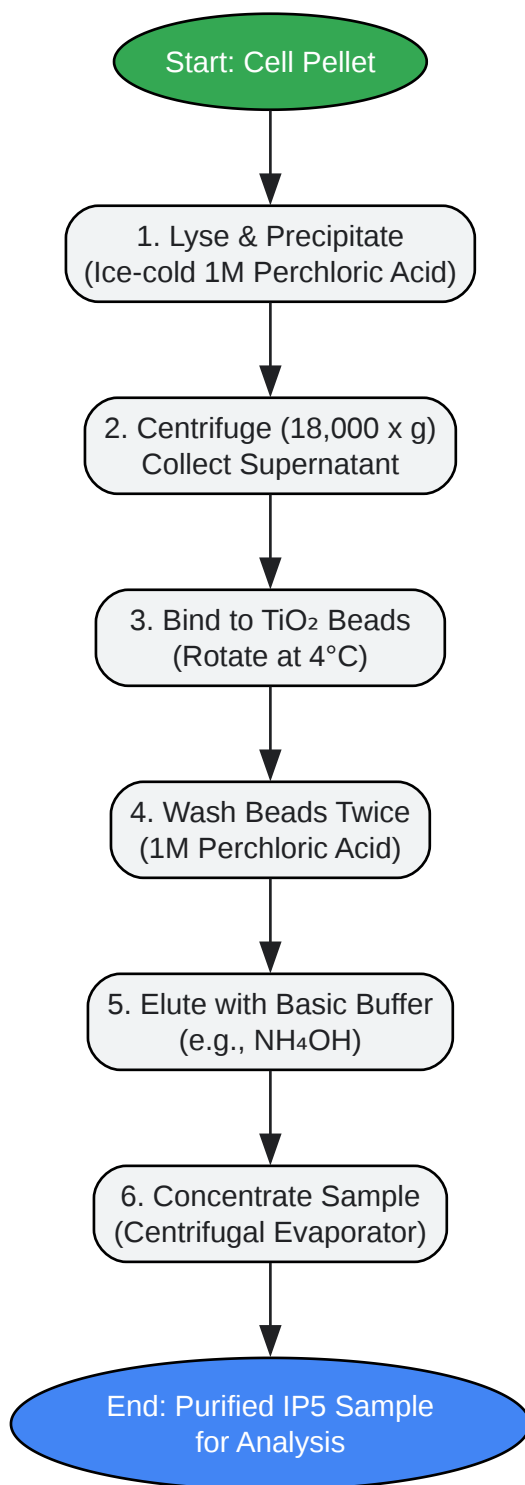 Start: Cell Pellet
1. Lyse & Precipitate
(Ice-cold 1M Perchloric Acid)
2. Centrifuge (18,000 x g)
Collect Supernatant
3. Bind to TiO₂ Beads
(Rotate at 4°C)
4. Wash Beads Twice
(1M Perchloric Acid)
5. Elute with Basic Buffer
(e.g., NH₄OH)
6. Concentrate Sample
(Centrifugal Evaporator)
End: Purified IP5 Sample
for Analysis